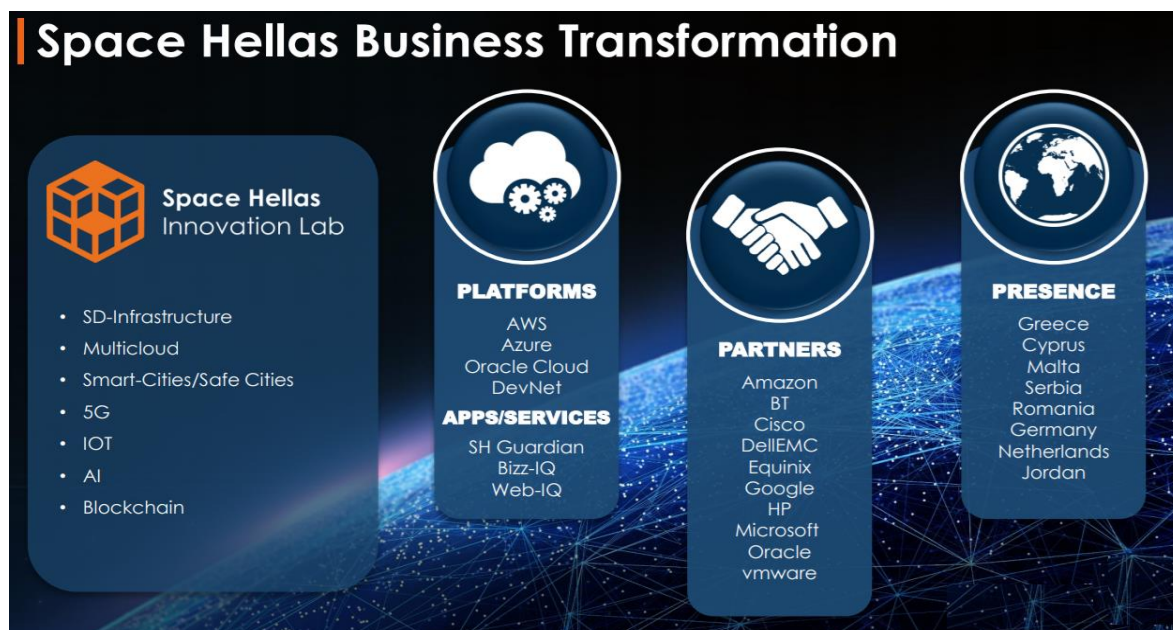 Space Hellas Business Transformation
Space Hellas
Innovation Lab
• SD-Infrastructure
• Multicloud
• Smart-Cities/Safe Cities
• 5G
• IOT
• AI
• Blockchain
PLATFORMS
AWS
Azure
Oracle Cloud
DevNet
APPS/SERVICES
SH Guardian
Bizz-IQ
Web-IQ
PARTNERS
Amazon
BT
Cisco
DellEMC
Equinix
Google
HP
Microsoft
Oracle
vmware
PRESENCE
Greece
Cyprus
Malta
Serbia
Romania
Germany
Netherlands
Jordan